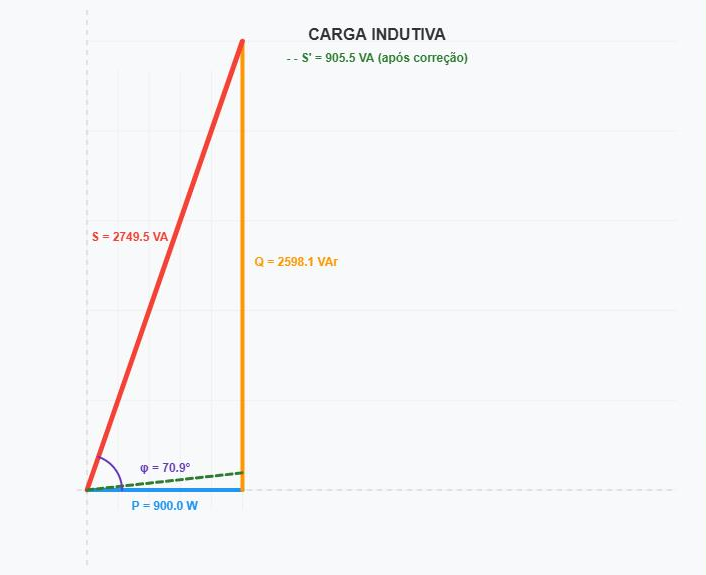 CARGA INDUTIVA
- - S' = 905.5 VA (após correção)
S = 2749.5 VA
Q = 2598.1 VAr
φ = 70.9°
P = 900.0 W